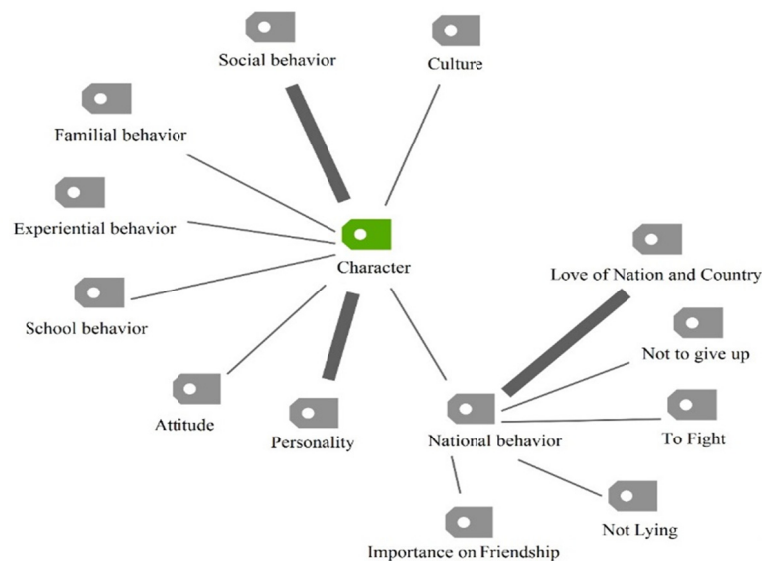 Social behavior
Culture
Familial behavior
Experiential behavior
Character
Love of Nation and Country
School behavior
Not to give up
Attitude
Personality
National behavior
To Fight
Not Lying
Importance on Friendship